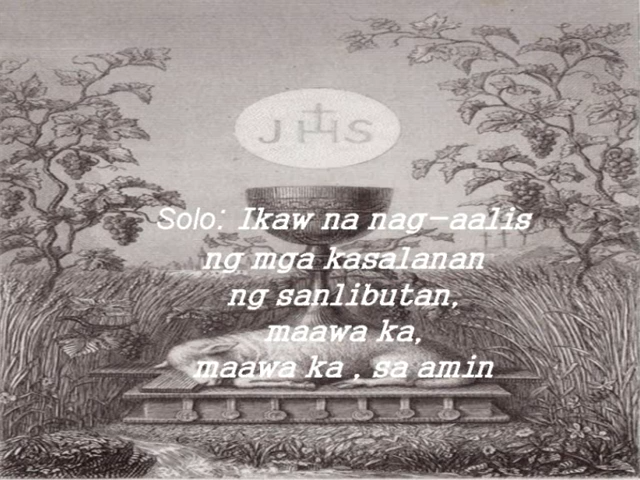 JHS
Solo: Ikaw na nag-aalis
ng mga kasalanan
ng sanlibutan,
maawa ka,
maawa ka , sa amin